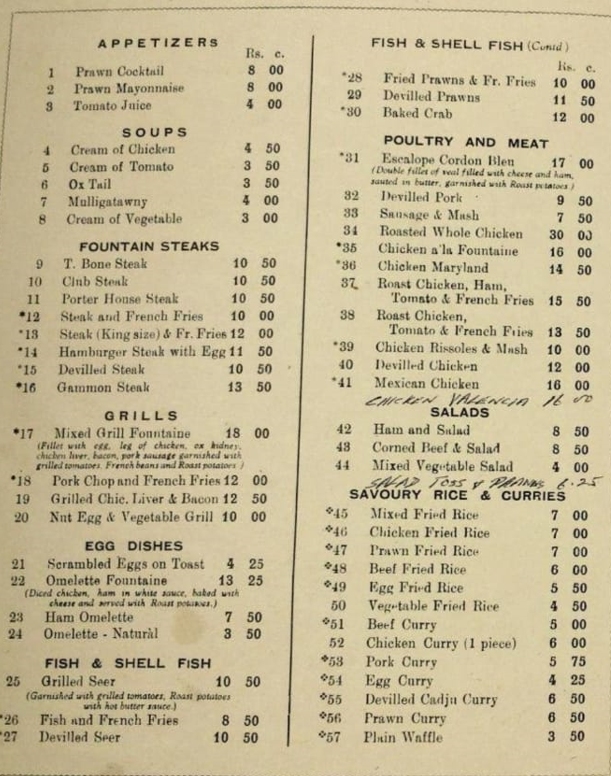 APPETIZERS
Rs. c.
1 Prawn Cocktail 8 00
2 Prawn Mayonnaise 8 00
3 Tomato Juice 4 00
SOUPS
4 Cream of Chicken 4 50
5 Cream of Tomato 3 50
6 Ox Tail 3 50
7 Mulligatawny 4 00
8 Cream of Vegetable 3 00
FOUNTAIN STEAKS
9 T. Bone Steak 10 50
10 Club Steak 10 50
11 Porter House Steak 10 50
*12 Steak and French Fries 10 00
*13 Steak (King size) & Fr. Fries 12 00
*14 Hamburger Steak with Egg 11 50
*15 Devilled Steak 10 50
*16 Gammon Steak 13 50
GRILLS
*17 Mixed Grill Fountaine 18 00
(Fillet with egg, leg of chicken, ox kidney,
chicken liver, bacon, pork sausage garnished with
grilled tomatoes. French beans and Roast potatoes )
*18 Pork Chop and French Fries 12 00
19 Grilled Chic. Liver & Bacon 12 50
20 Nut Egg & Vegetable Grill 10 00
EGG DISHES
21 Scrambled Eggs on Toast 4 25
22 Omelette Fountaine 13 25
(Diced chicken, ham in white sauce, baked with
cheese and served with Roast potatoes.)
23 Ham Omelette 7 50
24 Omelette - Natural 3 50
FISH & SHELL FISH
25 Grilled Seer 10 50
(Garnished with grilled tomatoes, Roast potatoes
with hot butter sauce.)
*26 Fish and French Fries 8 50
*27 Devilled Seer 10 50
FISH & SHELL FISH (Contd)
Rs. c.
*28 Fried Prawns & Fr. Fries 10 00
29 Devilled Prawns 11 50
*30 Baked Crab 12 00
POULTRY AND MEAT
*31 Escalope Cordon Bleu 17 00
(Double fillet of veal filled with cheese and ham,
sauted in butter, garnished with Roast potatoes.)
32 Devilled Pork 9 50
33 Sausage & Mash 7 50
34 Roasted Whole Chicken 30 00
*35 Chicken a'la Fountaine 16 00
*36 Chicken Maryland 14 50
37 Roast Chicken, Ham,
Tomato & French Fries 15 50
38 Roast Chicken,
Tomato & French Fries 13 50
*39 Chicken Rissoles & Mash 10 00
40 Devilled Chicken 12 00
*41 Mexican Chicken 16 00
CHICKEN VALENCIA 16 00
SALADS
42 Ham and Salad 8 50
43 Corned Beef & Salad 8 50
44 Mixed Vegetable Salad 4 00
SALAD TOSS & PRAWNS 6.25
SAVOURY RICE & CURRIES
*45 Mixed Fried Rice 7 00
*46 Chicken Fried Rice 7 00
*47 Prawn Fried Rice 7 00
*48 Beef Fried Rice 6 00
*49 Egg Fried Rice 5 50
50 Vegetable Fried Rice 4 50
*51 Beef Curry 5 00
52 Chicken Curry (1 piece) 6 00
*53 Pork Curry 5 75
*54 Egg Curry 4 25
*55 Devilled Cadju Curry 6 50
*56 Prawn Curry 6 50
*57 Plain Waffle 3 50